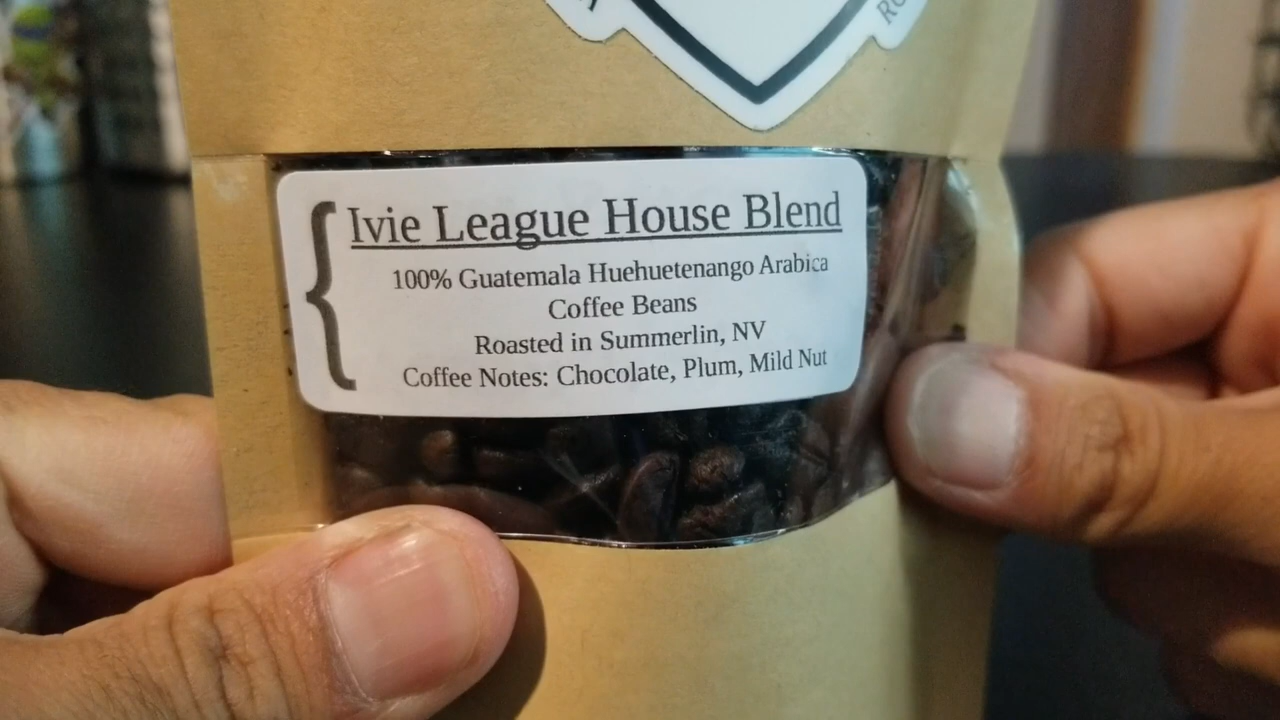 {
Ivie League House Blend
100% Guatemala Huehuetenango Arabica
Coffee Beans
Roasted in Summerlin, NV
Coffee Notes: Chocolate, Plum, Mild Nut